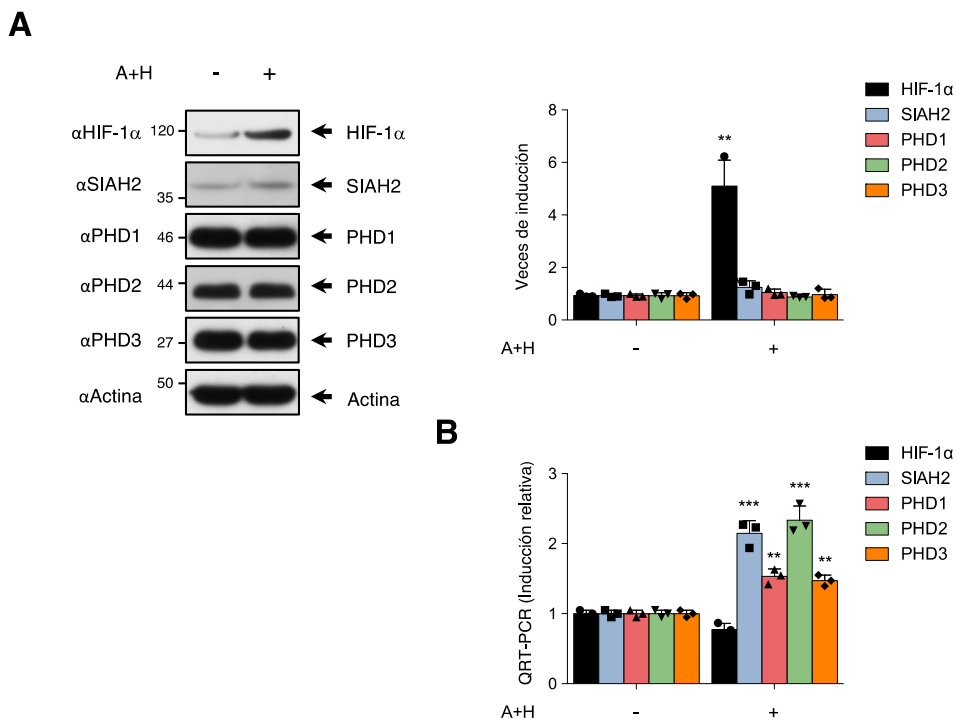 A
A+H - +
αHIF-1α 120 HIF-1α
αSIAH2 35 SIAH2
αPHD1 46 PHD1
αPHD2 44 PHD2
αPHD3 27 PHD3
αActina 50 Actina
HIF-1α
SIAH2
PHD1
PHD2
PHD3
Veces de inducción
8
6
4
2
0
**
A+H - +
B
HIF-1α
SIAH2
PHD1
PHD2
PHD3
QRT-PCR (Inducción relativa)
3
2
1
0
*** ** *** **
A+H - +